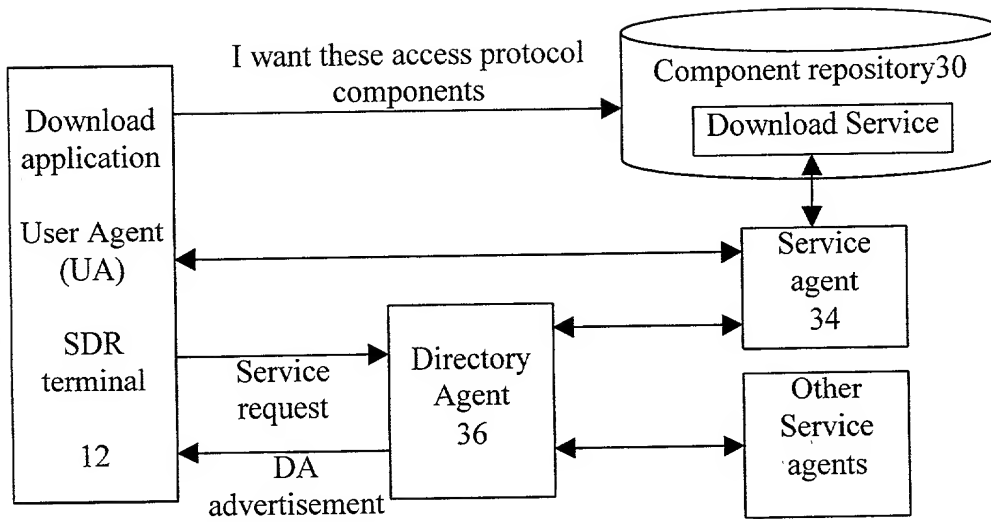 I want these access protocol
components
Component repository30
Download Service
Download
application
User Agent
(UA)
SDR
terminal
12
Service
agent
34
Service
request
Directory
Agent
36
DA
advertisement
Other
Service
agents